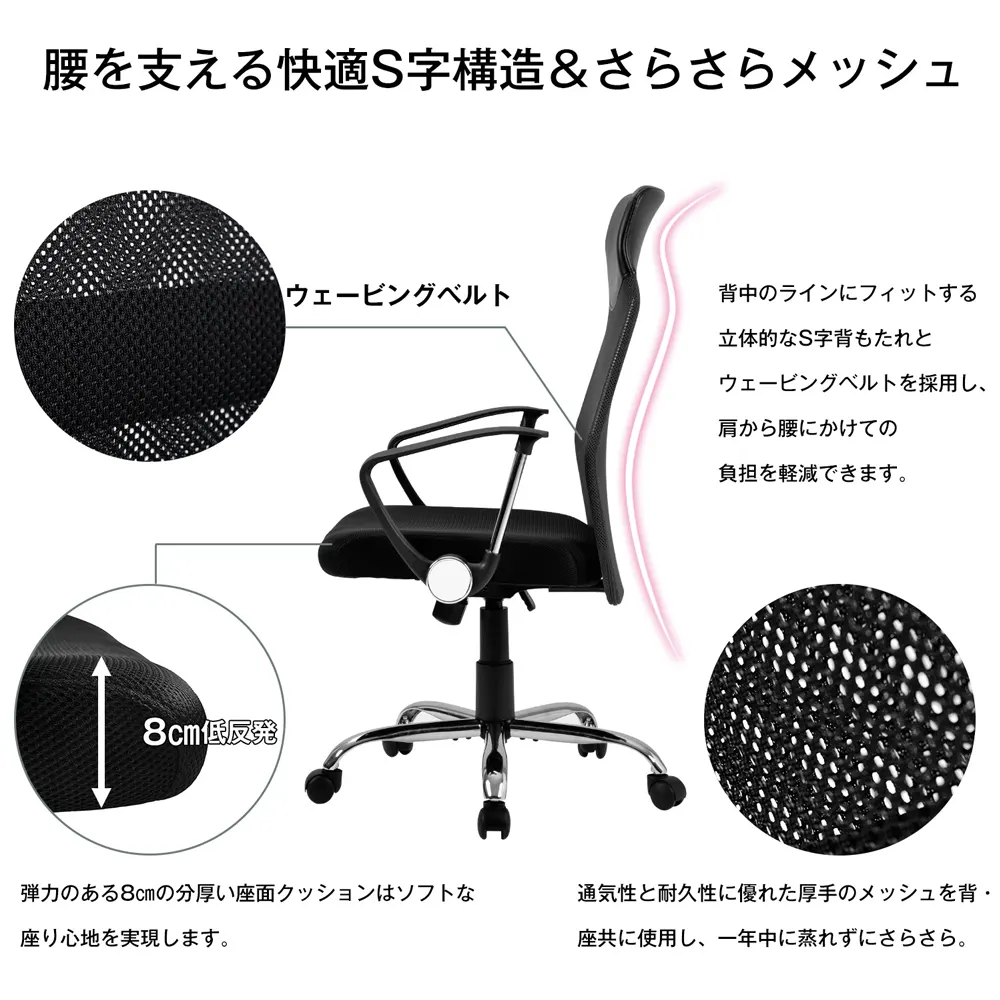 腰を支える快適S字構造＆さらさらメッシュ
ウェービングベルト
背中のラインにフィットする
立体的なS字背もたれと
ウェービングベルトを採用し、
肩から腰にかけての
負担を軽減できます。
8㎝低反発
弾力のある8㎝の分厚い座面クッションはソフトな
座り心地を実現します。
通気性と耐久性に優れた厚手のメッシュを背・
座共に使用し、一年中に蒸れずにさらさら。